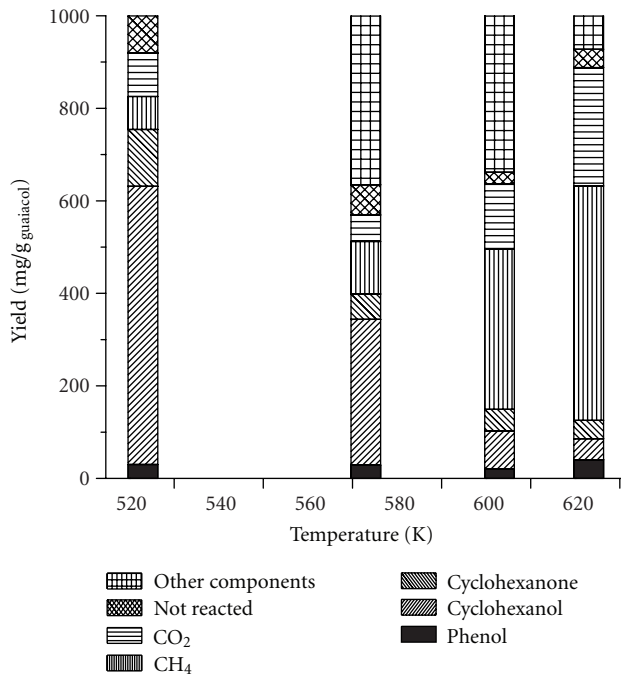 1000
800
600
400
200
0
Yield (mg/g guaiacol)
520 540 560 580 600 620
Temperature (K)
Other components
Not reacted
CO₂
CH₄
Cyclohexanone
Cyclohexanol
Phenol